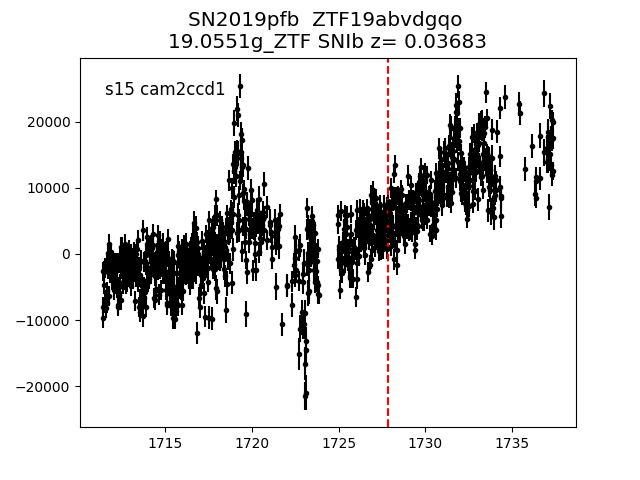 SN2019pfb  ZTF19abvdgqo
19.0551g_ZTF SNIb z= 0.03683
s15 cam2ccd1
20000
10000
0
−10000
−20000
1715 1720 1725 1730 1735